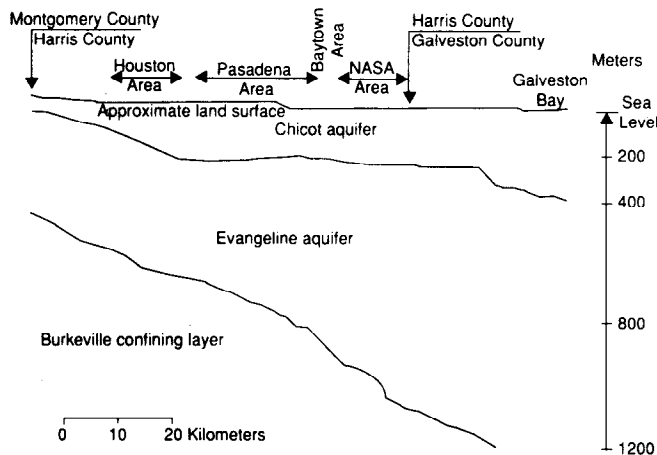 Montgomery County
Harris County
Houston
Area
Pasadena
Area
Baytown
Area
NASA
Area
Harris County
Galveston County
Galveston
Bay
Meters
Sea
Level
Approximate land surface
Chicot aquifer
200
400
Evangeline aquifer
800
Burkeville confining layer
0 10 20 Kilometers
1200